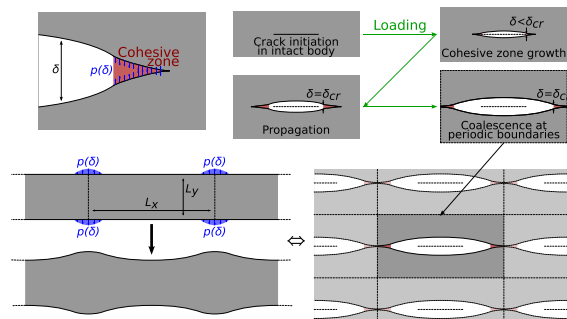 δ
Cohesive
zone
p(δ)
Crack initiation
in intact body
Loading
δ<δcr
Cohesive zone growth
δ=δcr
Propagation
δ=δc
Coalescence at
periodic boundaries
p(δ)
p(δ)
Ly
Lx
p(δ)
p(δ)
⇔